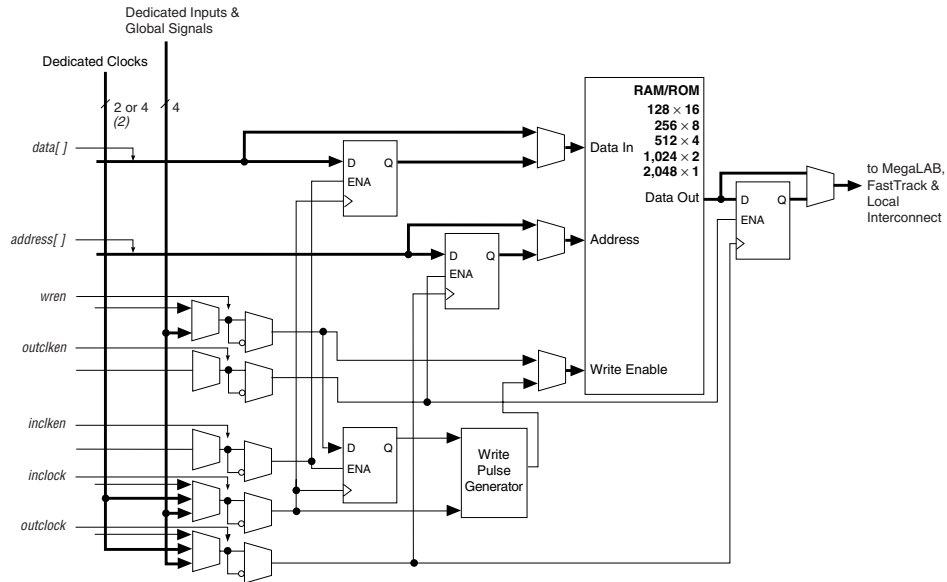 Dedicated Inputs &
Global Signals
Dedicated Clocks
2 or 4
(2)
4
data[ ]
address[ ]
wren
outclken
inclken
inclock
outclock
D Q
ENA
D Q
ENA
D Q
ENA
Write
Pulse
Generator
RAM/ROM
128 × 16
256 × 8
512 × 4
1,024 × 2
2,048 × 1
Data In
Data Out
Address
Write Enable
D Q
ENA
to MegaLAB,
FastTrack &
Local
Interconnect